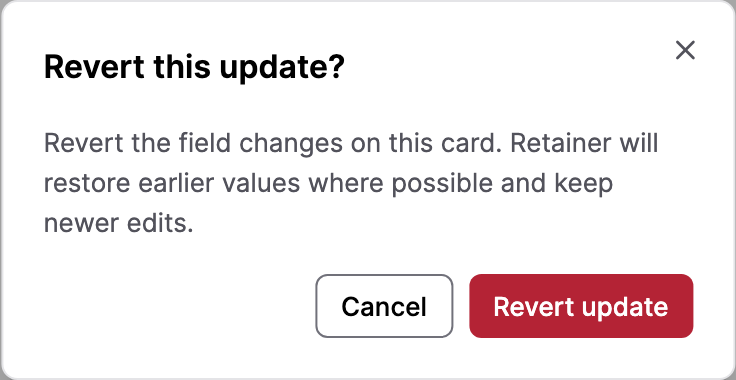 Revert this update?
Revert the field changes on this card. Retainer will
restore earlier values where possible and keep
newer edits.
Cancel
Revert update